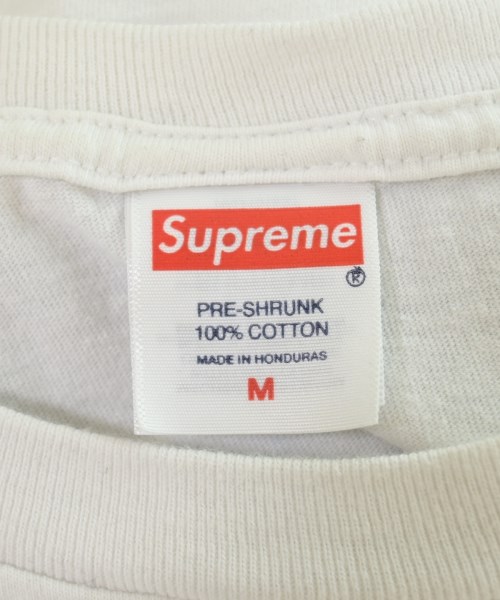 Supreme
®
PRE-SHRUNK
100% COTTON
MADE IN HONDURAS
M